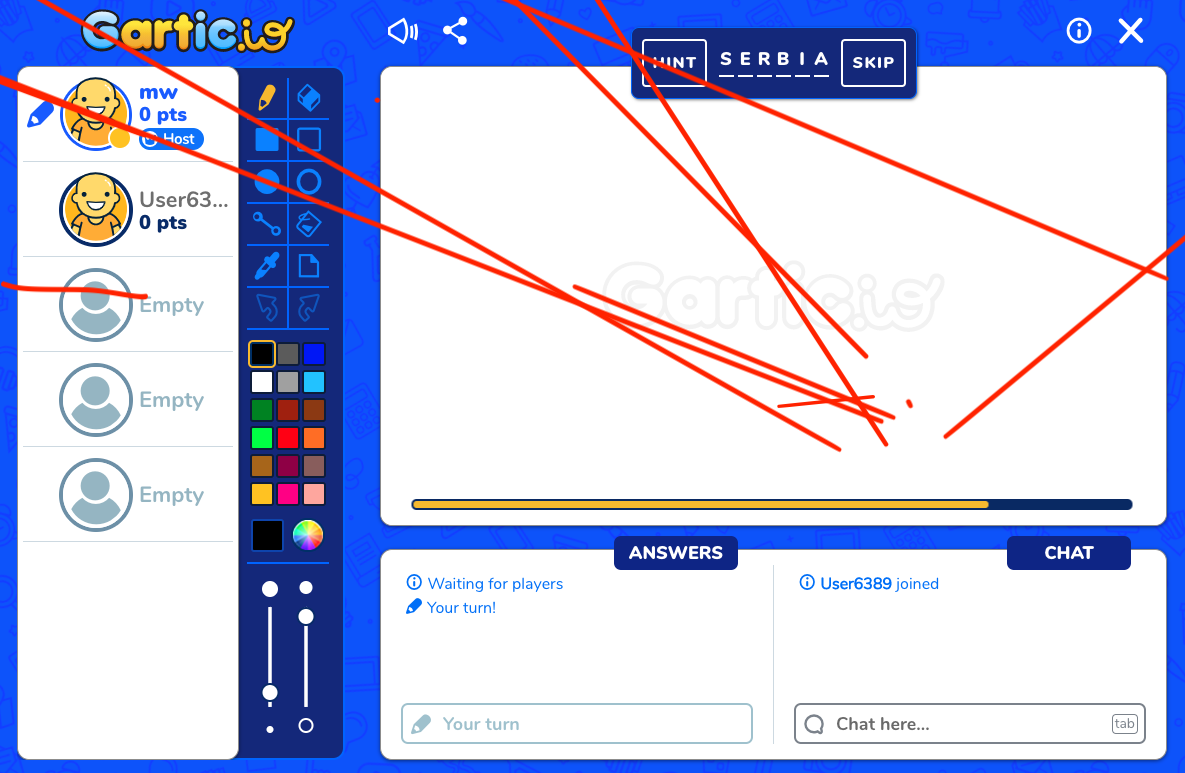 Gartic.io
HINT
SERBIA
SKIP
mw
0 pts
Host
User63...
0 pts
Empty
Empty
Empty
Gartic.io
ANSWERS
Waiting for players
Your turn!
Your turn
CHAT
User6389 joined
Chat here...
tab